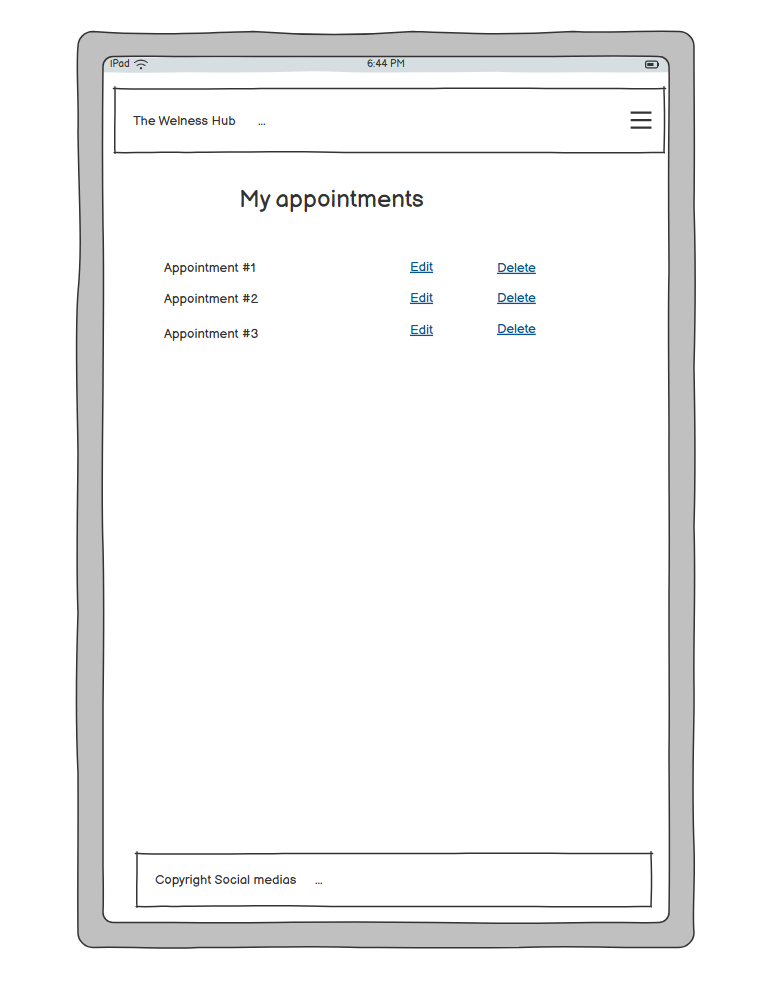 iPad 6:44 PM
The Welness Hub ...
My appointments
Appointment #1 Edit Delete
Appointment #2 Edit Delete
Appointment #3 Edit Delete
Copyright Social medias ...